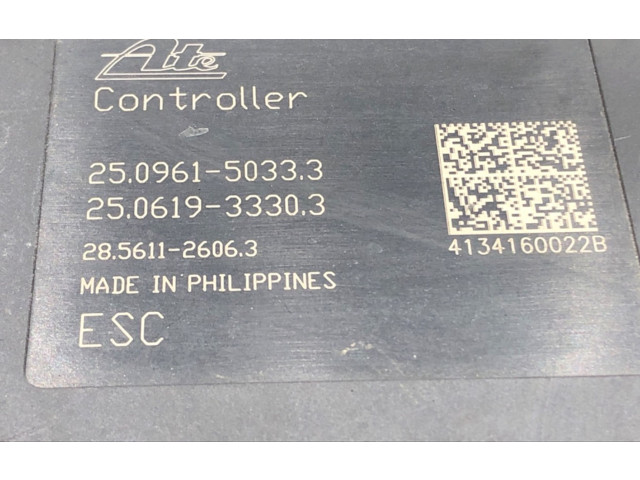 Ate
Controller
25.0961-5033.3
25.0619-3330.3
28.5611-2606.3
4134160022B
MADE IN PHILIPPINES
ESC